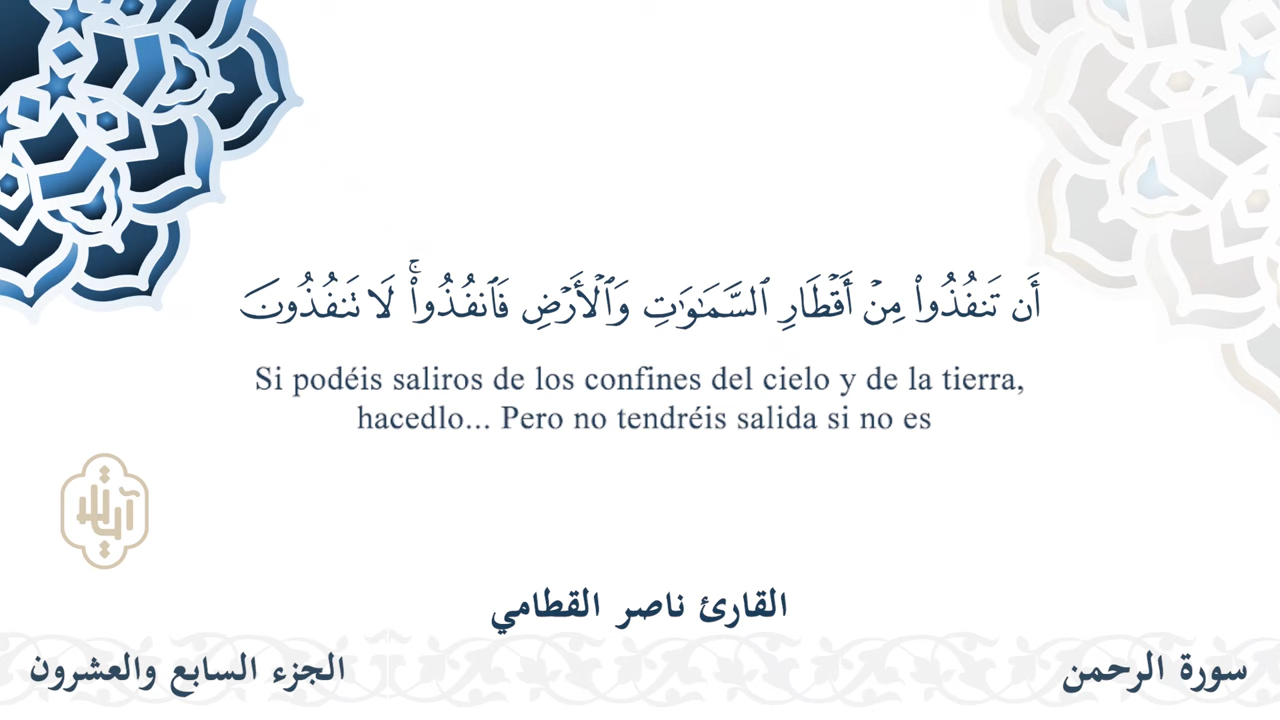 أَن تَنفُذُوا۟ مِنْ أَقْطَارِ ٱلسَّمَـٰوَٰتِ وَٱلْأَرْضِ فَٱنفُذُوا۟ ۚ لَا تَنفُذُونَ
Si podéis saliros de los confines del cielo y de la tierra,
hacedlo... Pero no tendréis salida si no es
القارئ ناصر القطامي
سورة الرحمن
الجزء السابع والعشرون